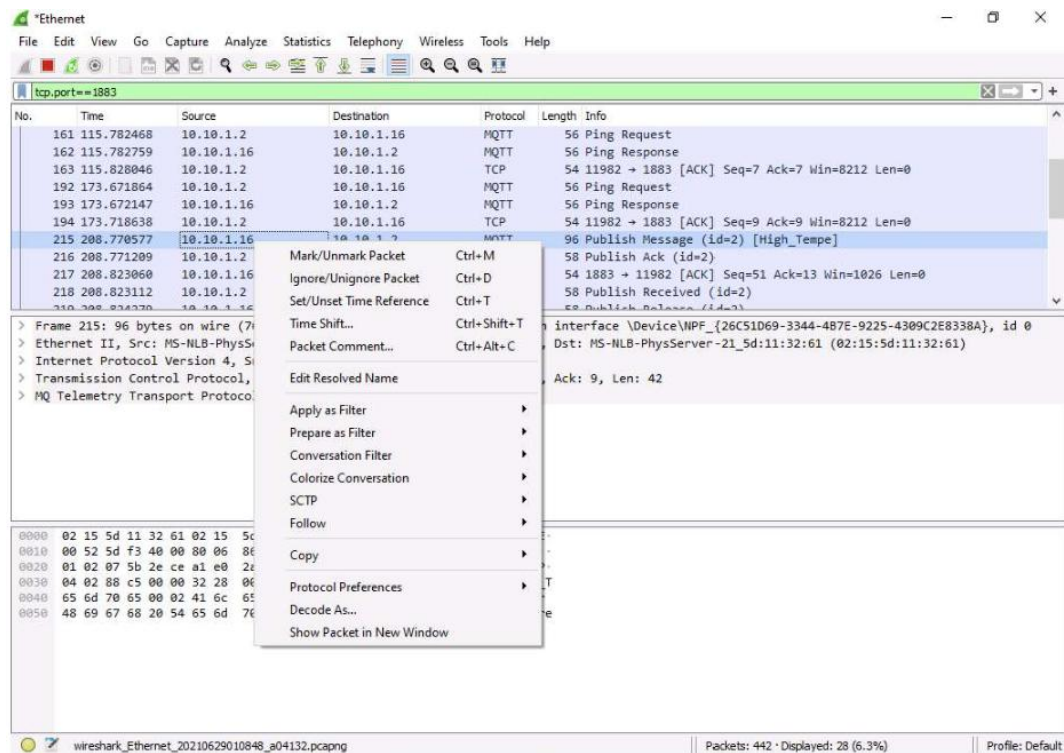 *Ethernet
File Edit View Go Capture Analyze Statistics Telephony Wireless Tools Help
tcp.port==1883
No. Time Source Destination Protocol Length Info
161 115.782468 10.10.1.2 10.10.1.16 MQTT 56 Ping Request
162 115.782759 10.10.1.16 10.10.1.2 MQTT 56 Ping Response
163 115.828046 10.10.1.2 10.10.1.16 TCP 54 11982 → 1883 [ACK] Seq=7 Ack=7 Win=8212 Len=0
192 173.671864 10.10.1.2 10.10.1.16 MQTT 56 Ping Request
193 173.672147 10.10.1.16 10.10.1.2 MQTT 56 Ping Response
194 173.718638 10.10.1.2 10.10.1.16 TCP 54 11982 → 1883 [ACK] Seq=9 Ack=9 Win=8212 Len=0
215 208.770577 10.10.1.16 10.10.1.2 MQTT 96 Publish Message (id=2) [High_Tempe]
216 208.771209 10.10.1.2 58 Publish Ack (id=2)
217 208.823060 10.10.1.16 54 1883 → 11982 [ACK] Seq=51 Ack=13 Win=1026 Len=0
218 208.823112 10.10.1.2 58 Publish Received (id=2)
Mark/Unmark Packet Ctrl+M
Ignore/Unignore Packet Ctrl+D
Set/Unset Time Reference Ctrl+T
Time Shift... Ctrl+Shift+T
Packet Comment... Ctrl+Alt+C
Edit Resolved Name
Apply as Filter
Prepare as Filter
Conversation Filter
Colorize Conversation
SCTP
Follow
Copy
Protocol Preferences
Decode As...
Show Packet in New Window
> Frame 215: 96 bytes on wire (7 interface \Device\NPF_{26C51D69-3344-4B7E-9225-4309C2E8338A}, id 0
> Ethernet II, Src: MS-NLB-PhysS , Dst: MS-NLB-PhysServer-21_5d:11:32:61 (02:15:5d:11:32:61)
> Internet Protocol Version 4, S
> Transmission Control Protocol, , Ack: 9, Len: 42
> MQ Telemetry Transport Protoco
0000 02 15 5d 11 32 61 02 15
0010 00 52 5d f3 40 00 80 06
0020 01 02 07 5b 2e ce a1 e0
0030 04 02 88 c5 00 00 32 28 _T
0040 65 6d 70 65 00 02 41 6c
0050 48 69 67 68 20 54 65 6d re
wireshark_Ethernet_20210629010848_a04132.pcapng Packets: 442 · Displayed: 28 (6.3%) Profile: Default